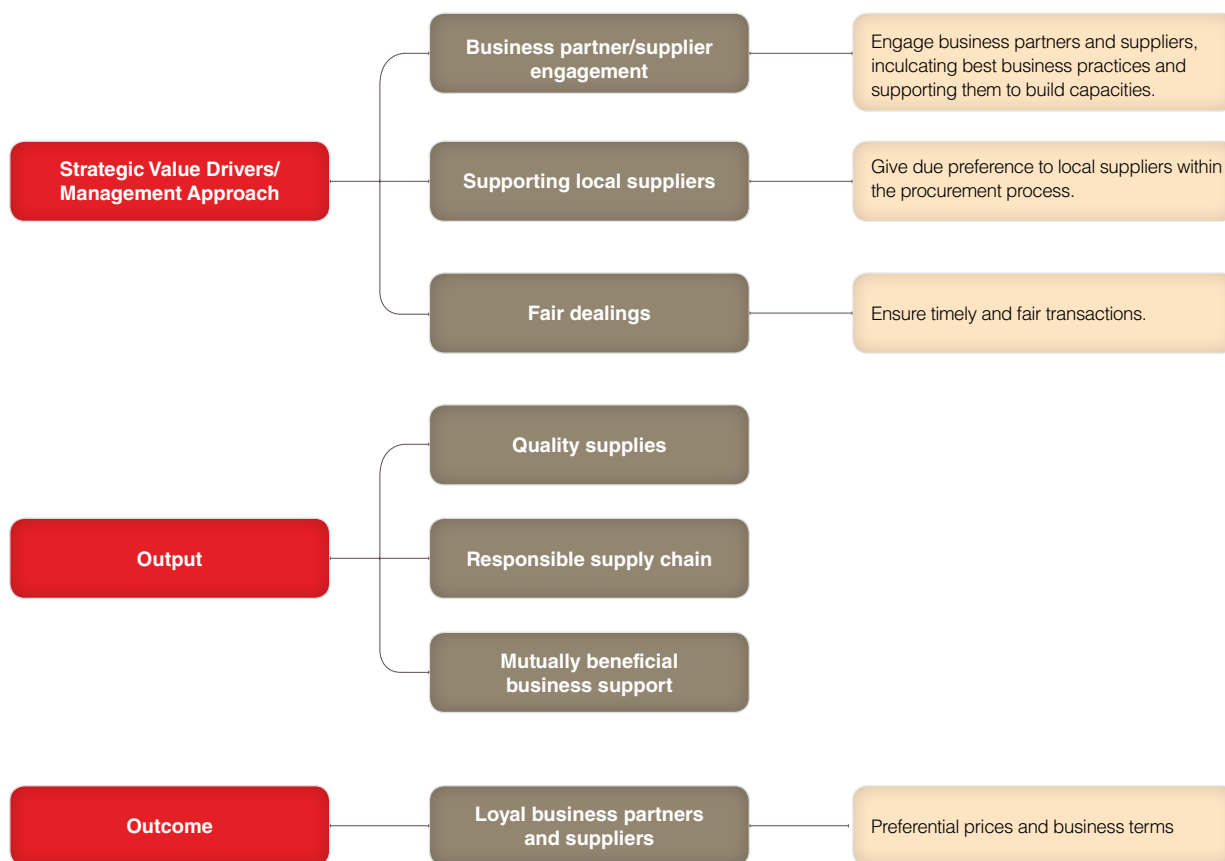 Business partner/supplier
engagement
Engage business partners and suppliers,
inculcating best business practices and
supporting them to build capacities.
Strategic Value Drivers/
Management Approach
Supporting local suppliers
Give due preference to local suppliers within
the procurement process.
Fair dealings
Ensure timely and fair transactions.
Quality supplies
Output
Responsible supply chain
Mutually beneficial
business support
Outcome
Loyal business partners
and suppliers
Preferential prices and business terms